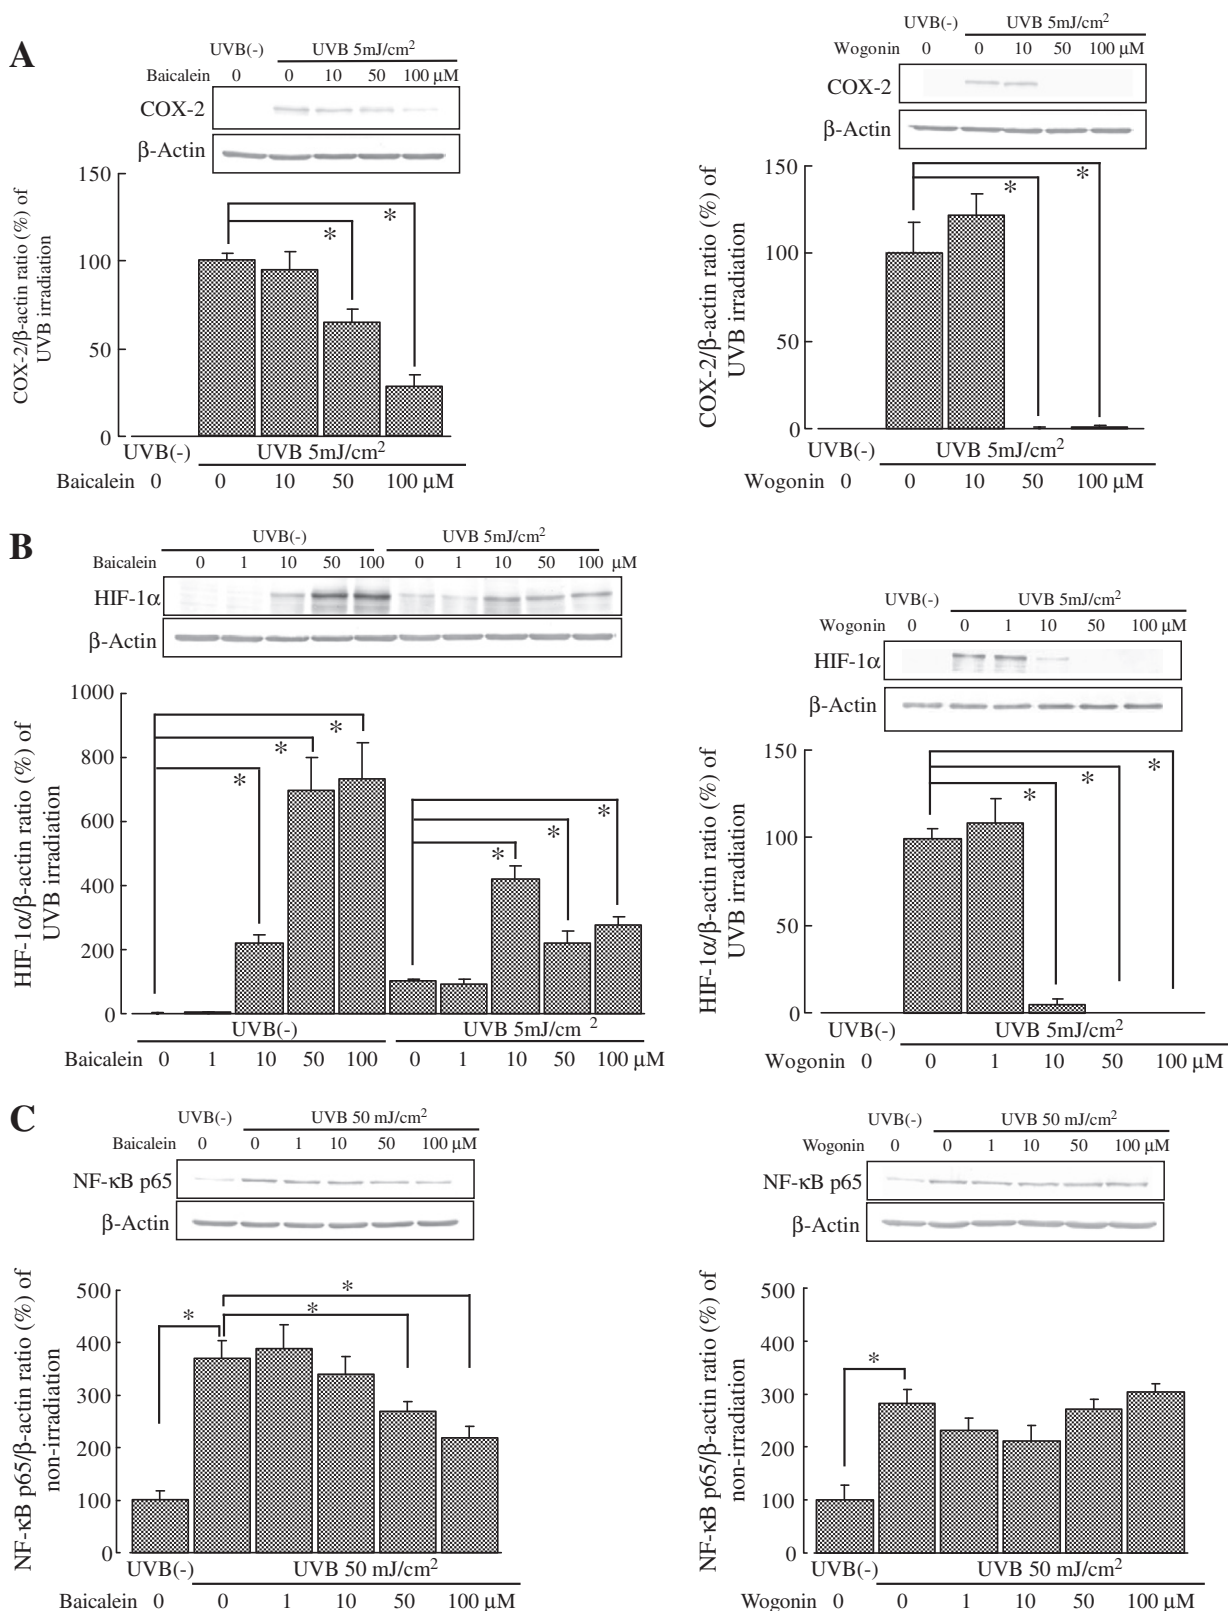 A
UVB(-) UVB 5mJ/cm2
Baicalein 0 0 10 50 100 μM
COX-2
β-Actin
COX-2/β-actin ratio (%) of
UVB irradiation
150
100
50
0
* *
UVB(-) UVB 5mJ/cm2
Baicalein 0 0 10 50 100 μM
UVB(-) UVB 5mJ/cm2
Wogonin 0 0 10 50 100 μM
COX-2
β-Actin
COX-2/β-actin ratio (%) of
UVB irradiation
150
100
50
0
* *
UVB(-) UVB 5mJ/cm2
Wogonin 0 0 10 50 100 μM
B
UVB(-) UVB 5mJ/cm2
Baicalein 0 1 10 50 100 0 1 10 50 100 μM
HIF-1α
β-Actin
HIF-1α/β-actin ratio (%) of
UVB irradiation
1000
800
600
400
200
0
* * * * * *
UVB(-) UVB 5mJ/cm 2
Baicalein 0 1 10 50 100 0 1 10 50 100 μM
UVB(-) UVB 5mJ/cm2
Wogonin 0 0 1 10 50 100 μM
HIF-1α
β-Actin
HIF-1α/β-actin ratio (%) of
UVB irradiation
150
100
50
0
* * *
UVB(-) UVB 5mJ/cm2
Wogonin 0 0 1 10 50 100 μM
C
UVB(-) UVB 50 mJ/cm2
Baicalein 0 0 1 10 50 100 μM
NF-κB p65
β-Actin
NF-κB p65/β-actin ratio (%) of
non-irradiation
500
400
300
200
100
0
* * *
UVB(-) UVB 50 mJ/cm2
Baicalein 0 0 1 10 50 100 μM
UVB(-) UVB 50 mJ/cm2
Wogonin 0 0 1 10 50 100 μM
NF-κB p65
β-Actin
NF-κB p65/β-actin ratio (%) of
non-irradiation
500
400
300
200
100
0
*
UVB(-) UVB 50 mJ/cm2
Wogonin 0 0 1 10 50 100 μM